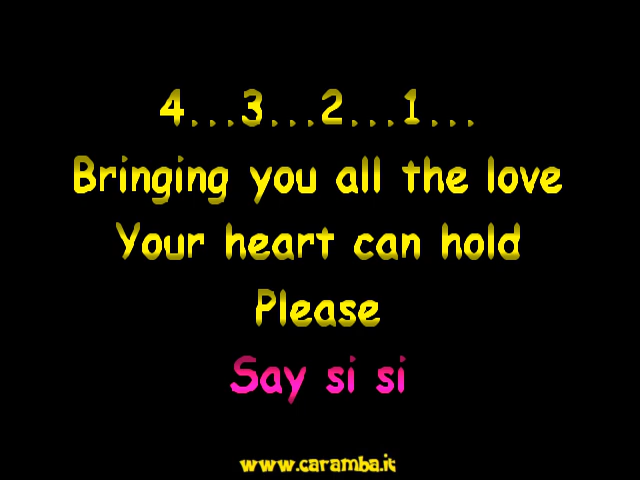 4...3...2...1...
Bringing you all the love
Your heart can hold
Please
Say si si
www.caramba.it